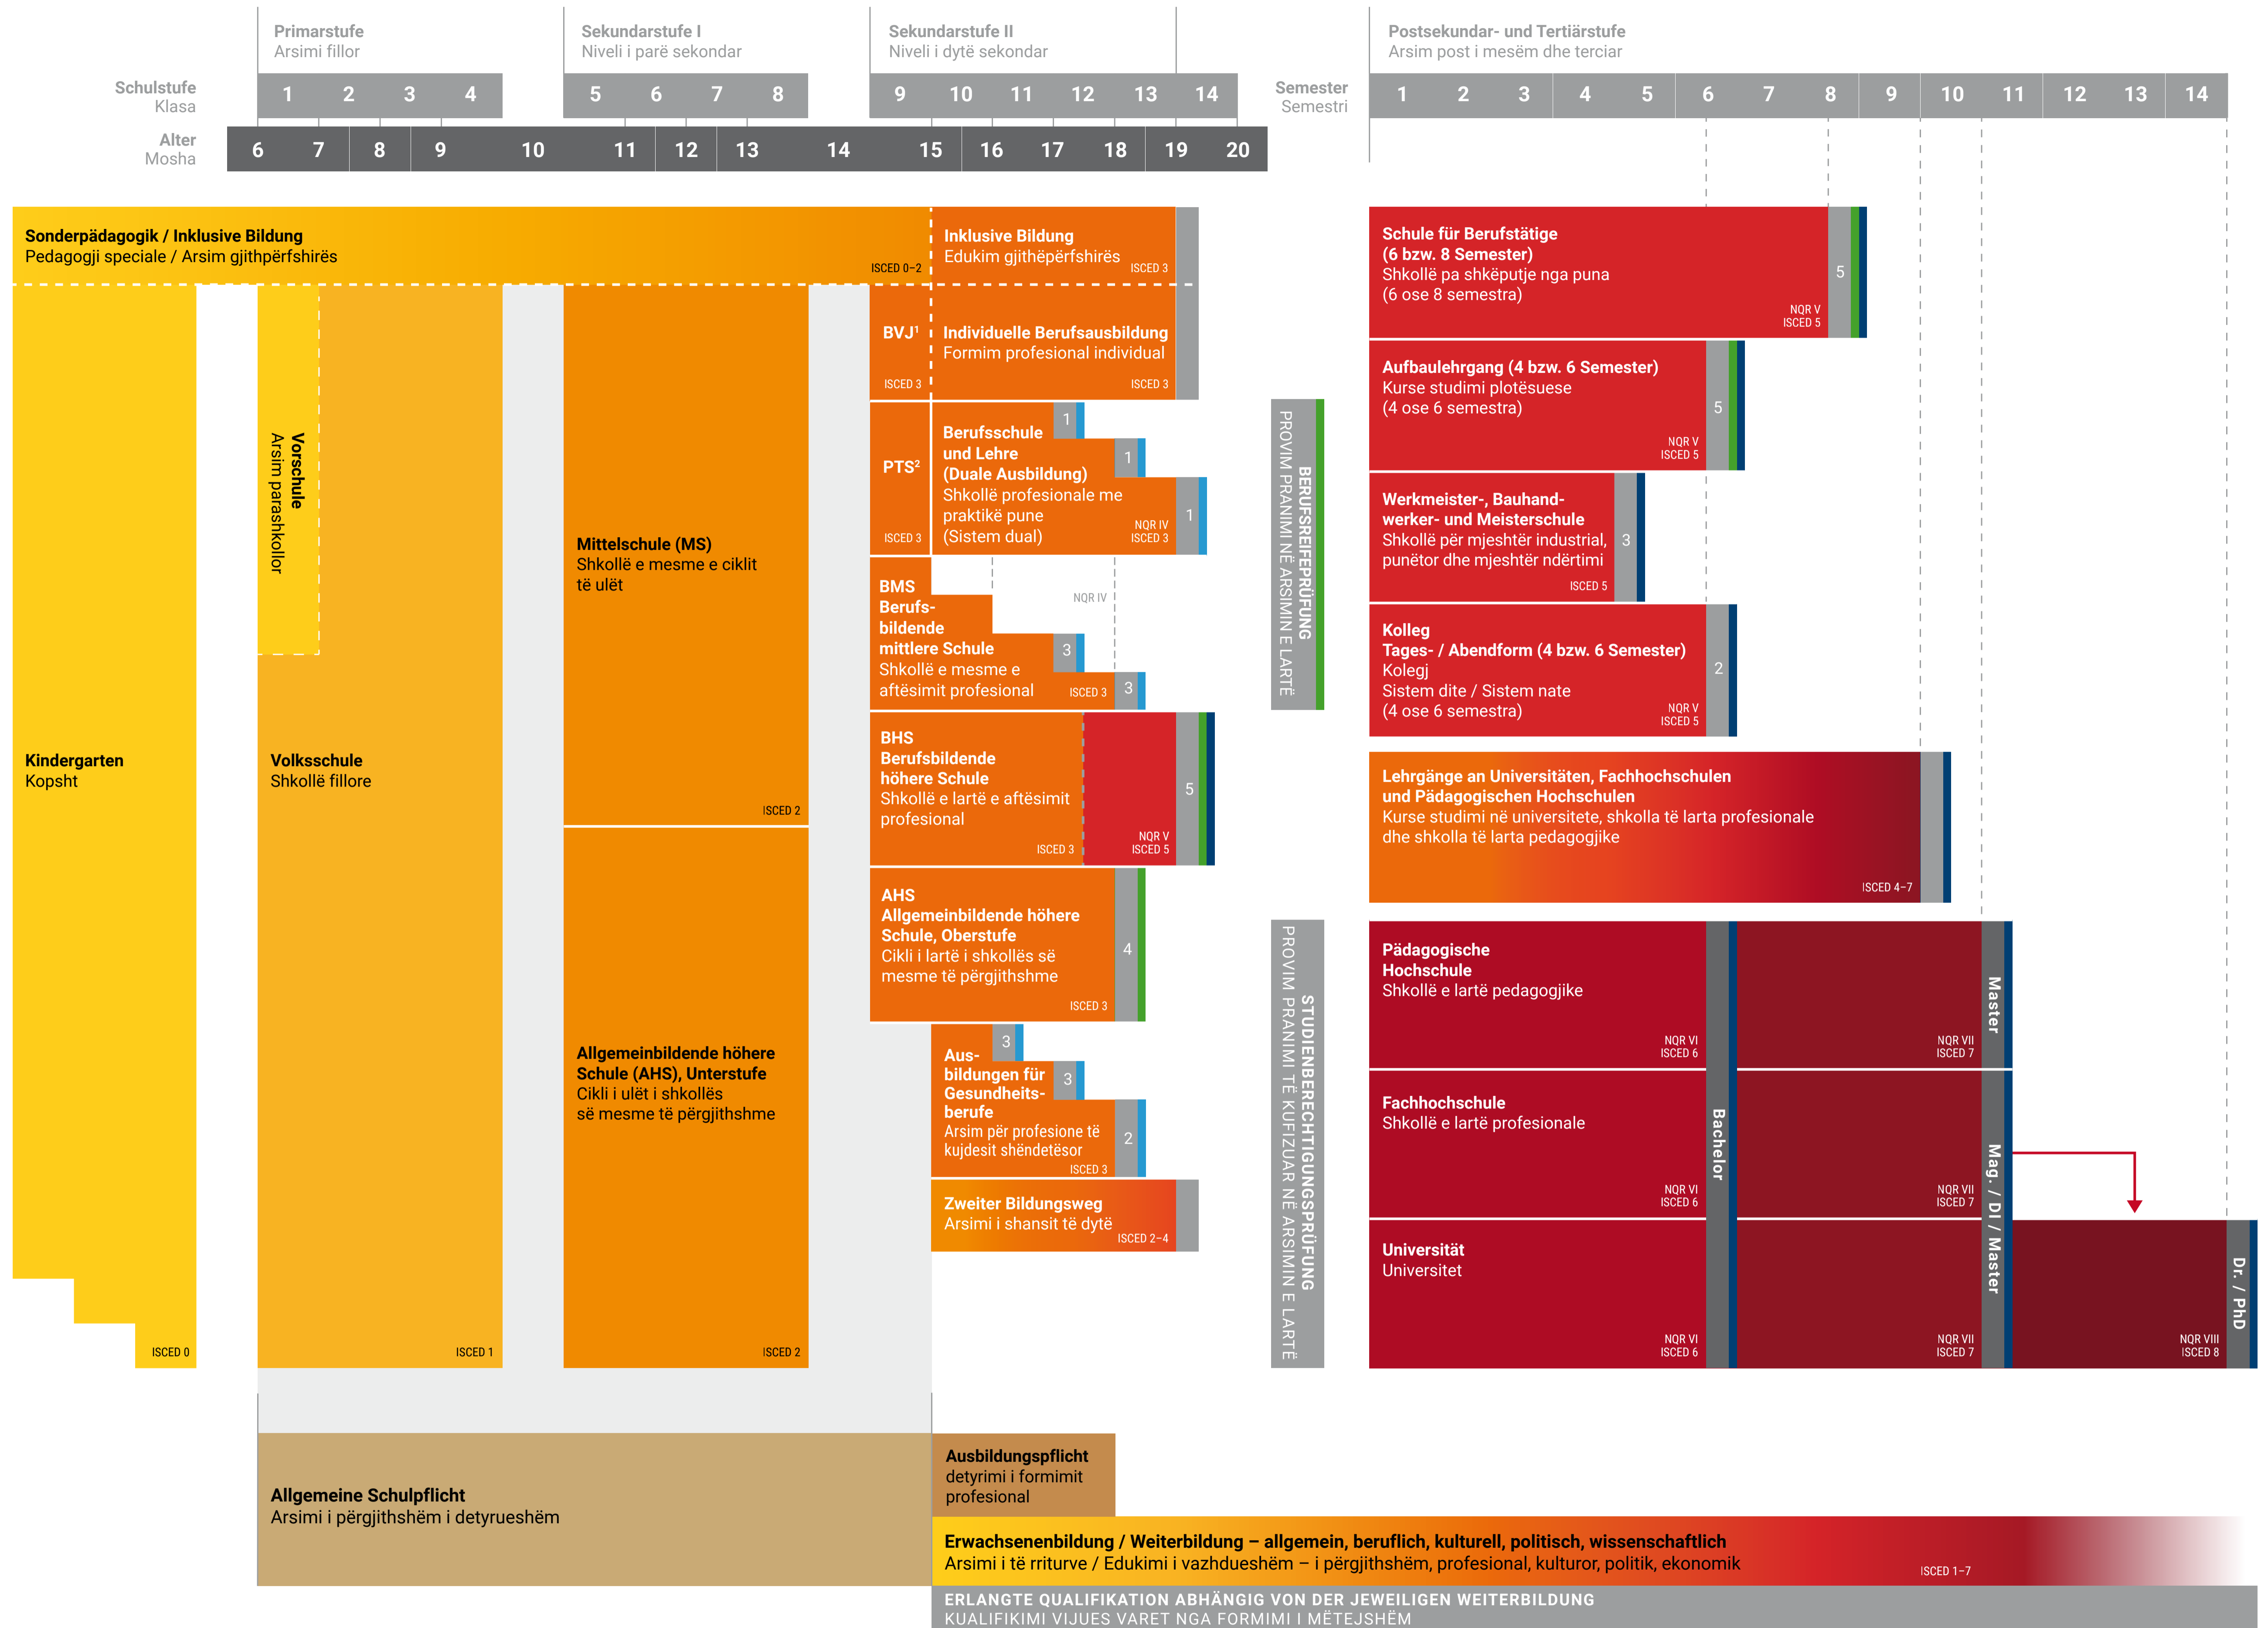 Primarstufe
Arsimi fillor
Sekundarstufe I
Niveli i parë sekondar
Sekundarstufe II
Niveli i dytë sekondar
Postsekundar- und Tertiärstufe
Arsim post i mesëm dhe terciar
Schulstufe
Klasa
1 2 3 4 5 6 7 8 9 10 11 12 13 14
Semester
Semestri
1 2 3 4 5 6 7 8 9 10 11 12 13 14
Alter
Mosha
6 7 8 9 10 11 12 13 14 15 16 17 18 19 20
Sonderpädagogik / Inklusive Bildung
Pedagogji speciale / Arsim gjithpërfshirës
ISCED 0–2
Kindergarten
Kopsht
ISCED 0
Vorschule
Arsim parashkollor
Volksschule
Shkollë fillore
ISCED 1
Mittelschule (MS)
Shkollë e mesme e ciklit
të ulët
ISCED 2
Allgemeinbildende höhere
Schule (AHS), Unterstufe
Cikli i ulët i shkollës
së mesme të përgjithshme
ISCED 2
Inklusive Bildung
Edukim gjithëpërfshirës
ISCED 3
BVJ¹
ISCED 3
Individuelle Berufsausbildung
Formim profesional individual
ISCED 3
PTS²
ISCED 3
Berufsschule
und Lehre
(Duale Ausbildung)
Shkollë profesionale me
praktikë pune
(Sistem dual)
NQR IV
ISCED 3
1
1
1
BMS
Berufs-
bildende
mittlere Schule
Shkollë e mesme e
aftësimit profesional
ISCED 3
NQR IV
3
3
BHS
Berufsbildende
höhere Schule
Shkollë e lartë e aftësimit
profesional
ISCED 3
NQR V
ISCED 5
5
AHS
Allgemeinbildende höhere
Schule, Oberstufe
Cikli i lartë i shkollës së
mesme të përgjithshme
ISCED 3
4
Aus-
bildungen für
Gesundheits-
berufe
Arsim për profesione të
kujdesit shëndetësor
ISCED 3
3
3
2
Zweiter Bildungsweg
Arsimi i shansit të dytë
ISCED 2–4
BERUFSREIFEPRÜFUNG
PROVIM PRANIMI NË ARSIMIN E LARTË
STUDIENBERECHTIGUNGSPRÜFUNG
PROVIM PRANIMI TË KUFIZUAR NË ARSIMIN E LARTË
Schule für Berufstätige
(6 bzw. 8 Semester)
Shkollë pa shkëputje nga puna
(6 ose 8 semestra)
NQR V
ISCED 5
5
Aufbaulehrgang (4 bzw. 6 Semester)
Kurse studimi plotësuese
(4 ose 6 semestra)
NQR V
ISCED 5
5
Werkmeister-, Bauhand-
werker- und Meisterschule
Shkollë për mjeshtër industrial,
punëtor dhe mjeshtër ndërtimi
ISCED 5
3
Kolleg
Tages- / Abendform (4 bzw. 6 Semester)
Kolegj
Sistem dite / Sistem nate
(4 ose 6 semestra)
NQR V
ISCED 5
2
Lehrgänge an Universitäten, Fachhochschulen
und Pädagogischen Hochschulen
Kurse studimi në universitete, shkolla të larta profesionale
dhe shkolla të larta pedagogjike
ISCED 4–7
Pädagogische
Hochschule
Shkollë e lartë pedagogjike
NQR VI
ISCED 6
NQR VII
ISCED 7
Master
Fachhochschule
Shkollë e lartë profesionale
NQR VI
ISCED 6
NQR VII
ISCED 7
Bachelor
Mag. / DI / Master
Universität
Universitet
NQR VI
ISCED 6
NQR VII
ISCED 7
NQR VIII
ISCED 8
Dr. / PhD
Allgemeine Schulpflicht
Arsimi i përgjithshëm i detyrueshëm
Ausbildungspflicht
detyrimi i formimit
profesional
Erwachsenenbildung / Weiterbildung – allgemein, beruflich, kulturell, politisch, wissenschaftlich
Arsimi i të rriturve / Edukimi i vazhdueshëm – i përgjithshëm, profesional, kulturor, politik, ekonomik
ISCED 1–7
ERLANGTE QUALIFIKATION ABHÄNGIG VON DER JEWEILIGEN WEITERBILDUNG
KUALIFIKIMI VIJUES VARET NGA FORMIMI I MËTEJSHËM